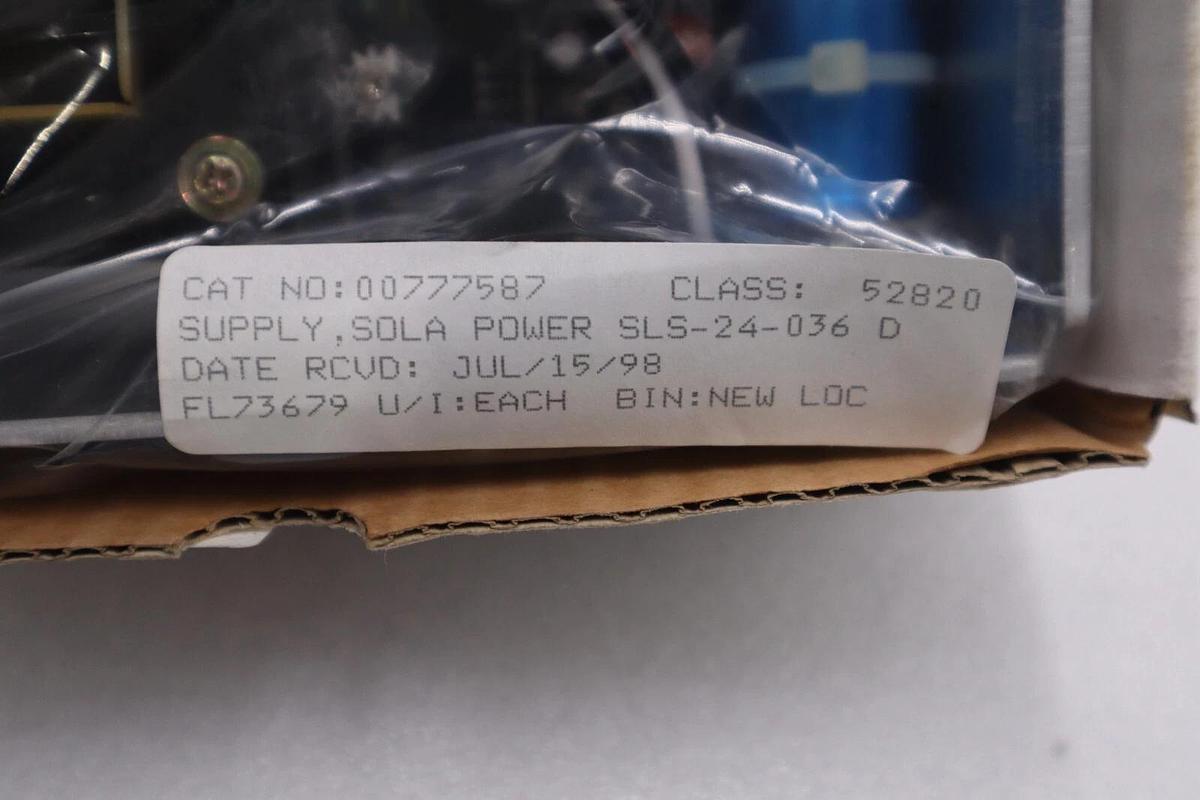 CAT NO:00777587 CLASS: 52820
SUPPLY,SOLA POWER SLS-24-036 D
DATE RCVD: JUL/15/98
FL73679 U/I:EACH BIN:NEW LOC